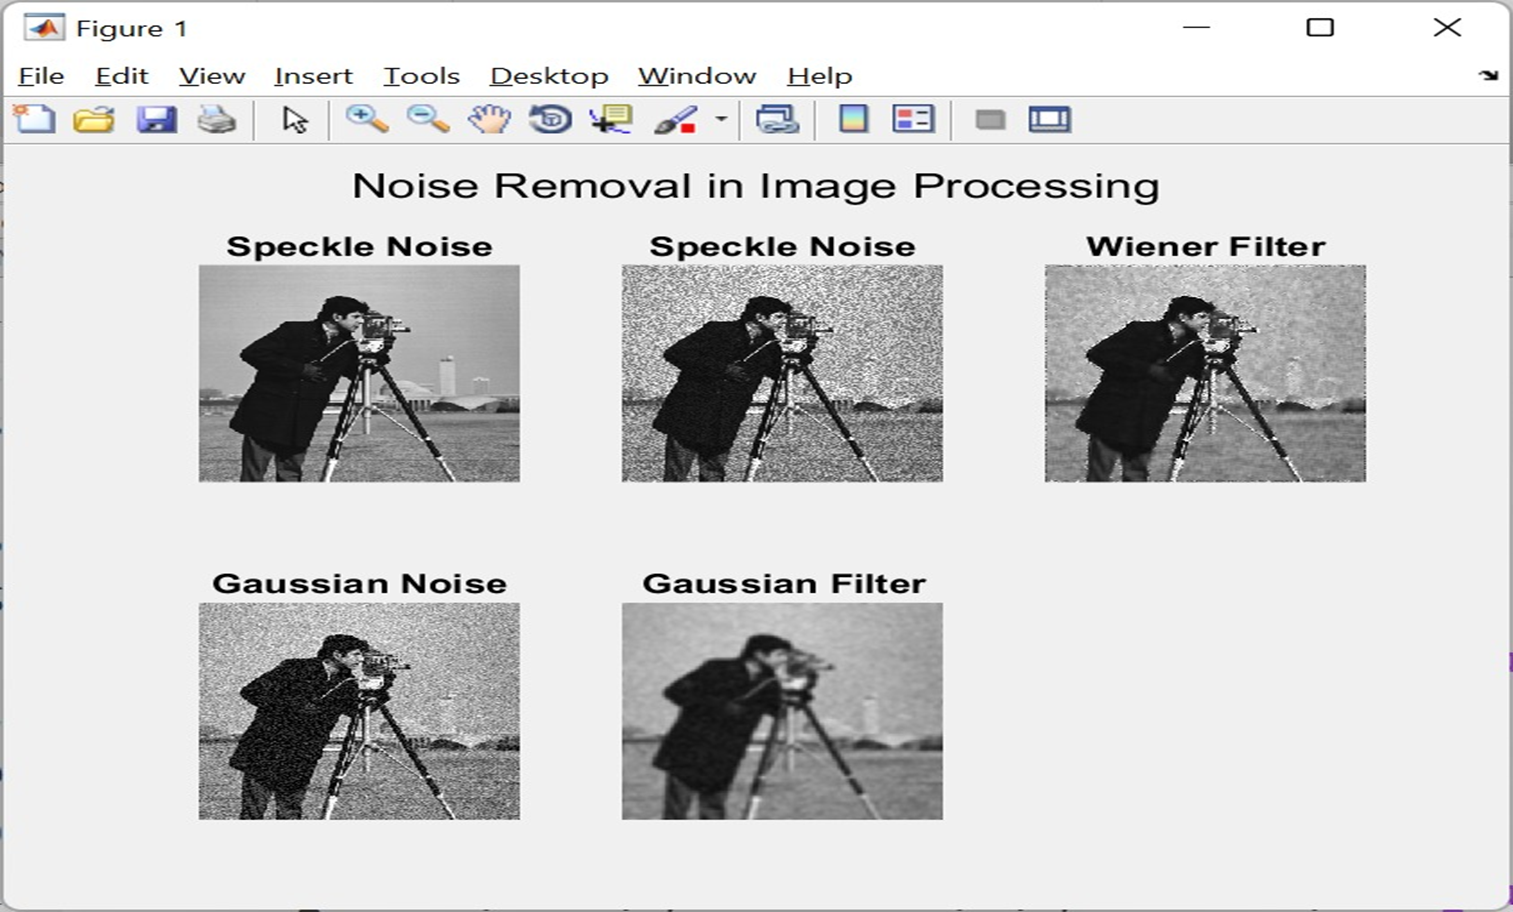 Figure 1
File Edit View Insert Tools Desktop Window Help
Noise Removal in Image Processing
Speckle Noise Speckle Noise Wiener Filter
Gaussian Noise Gaussian Filter